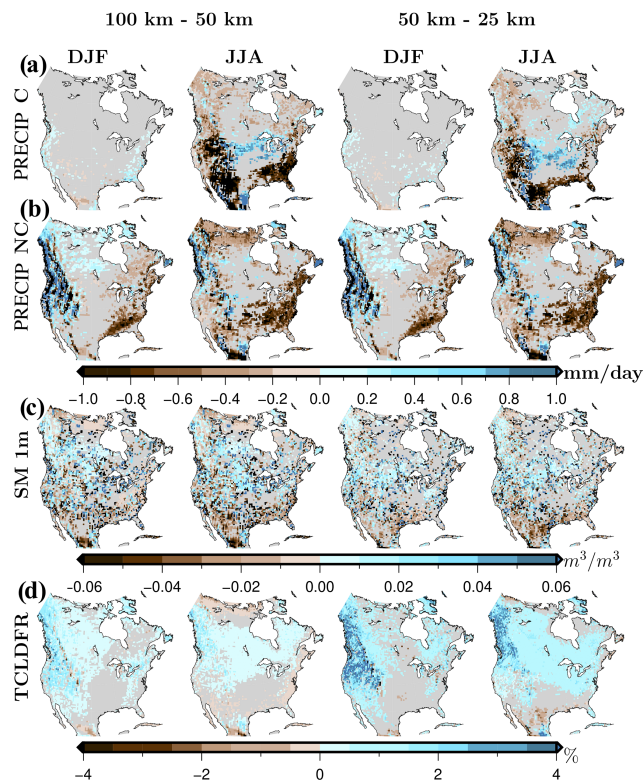 100 km - 50 km 50 km - 25 km
DJF JJA DJF JJA
(a)
PRECIP C
(b)
PRECIP NC
mm/day
−1.0 −0.8 −0.6 −0.4 −0.2 0.0 0.2 0.4 0.6 0.8 1.0
(c)
SM 1m
m³/m³
−0.06 −0.04 −0.02 0.00 0.02 0.04 0.06
(d)
TCLDFR
%
−4 −2 0 2 4